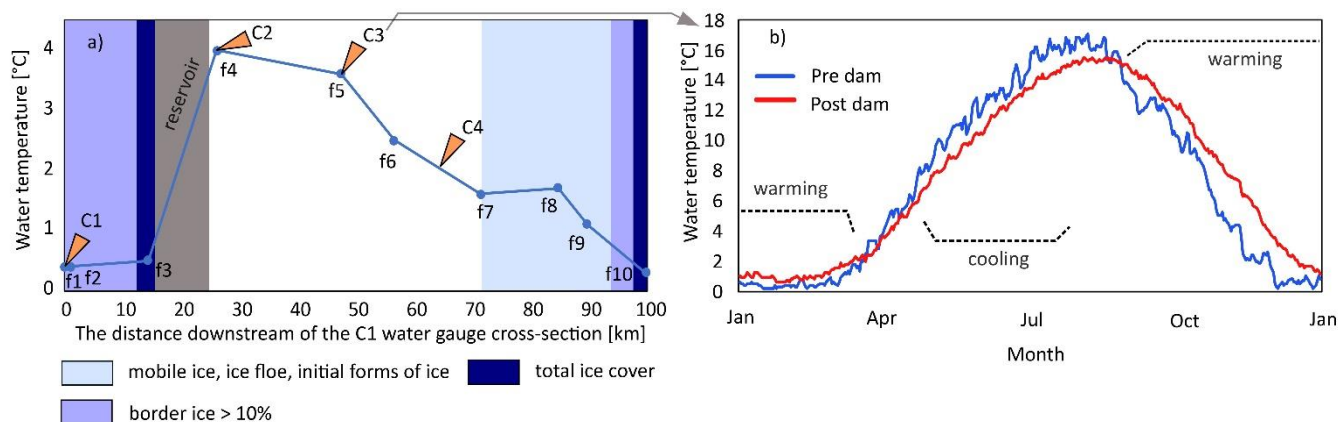 a)
Water temperature [°C]
4
3
2
1
0
C1
C2
C3
C4
f1
f2
f3
f4
f5
f6
f7
f8
f9
f10
reservoir
0 10 20 30 40 50 60 70 80 90 100
The distance downstream of the C1 water gauge cross-section [km]
mobile ice, ice floe, initial forms of ice
total ice cover
border ice > 10%
b)
Water temperature [°C]
18
16
14
12
10
8
6
4
2
0
Pre dam
Post dam
warming
cooling
warming
Jan Apr Jul Oct Jan
Month